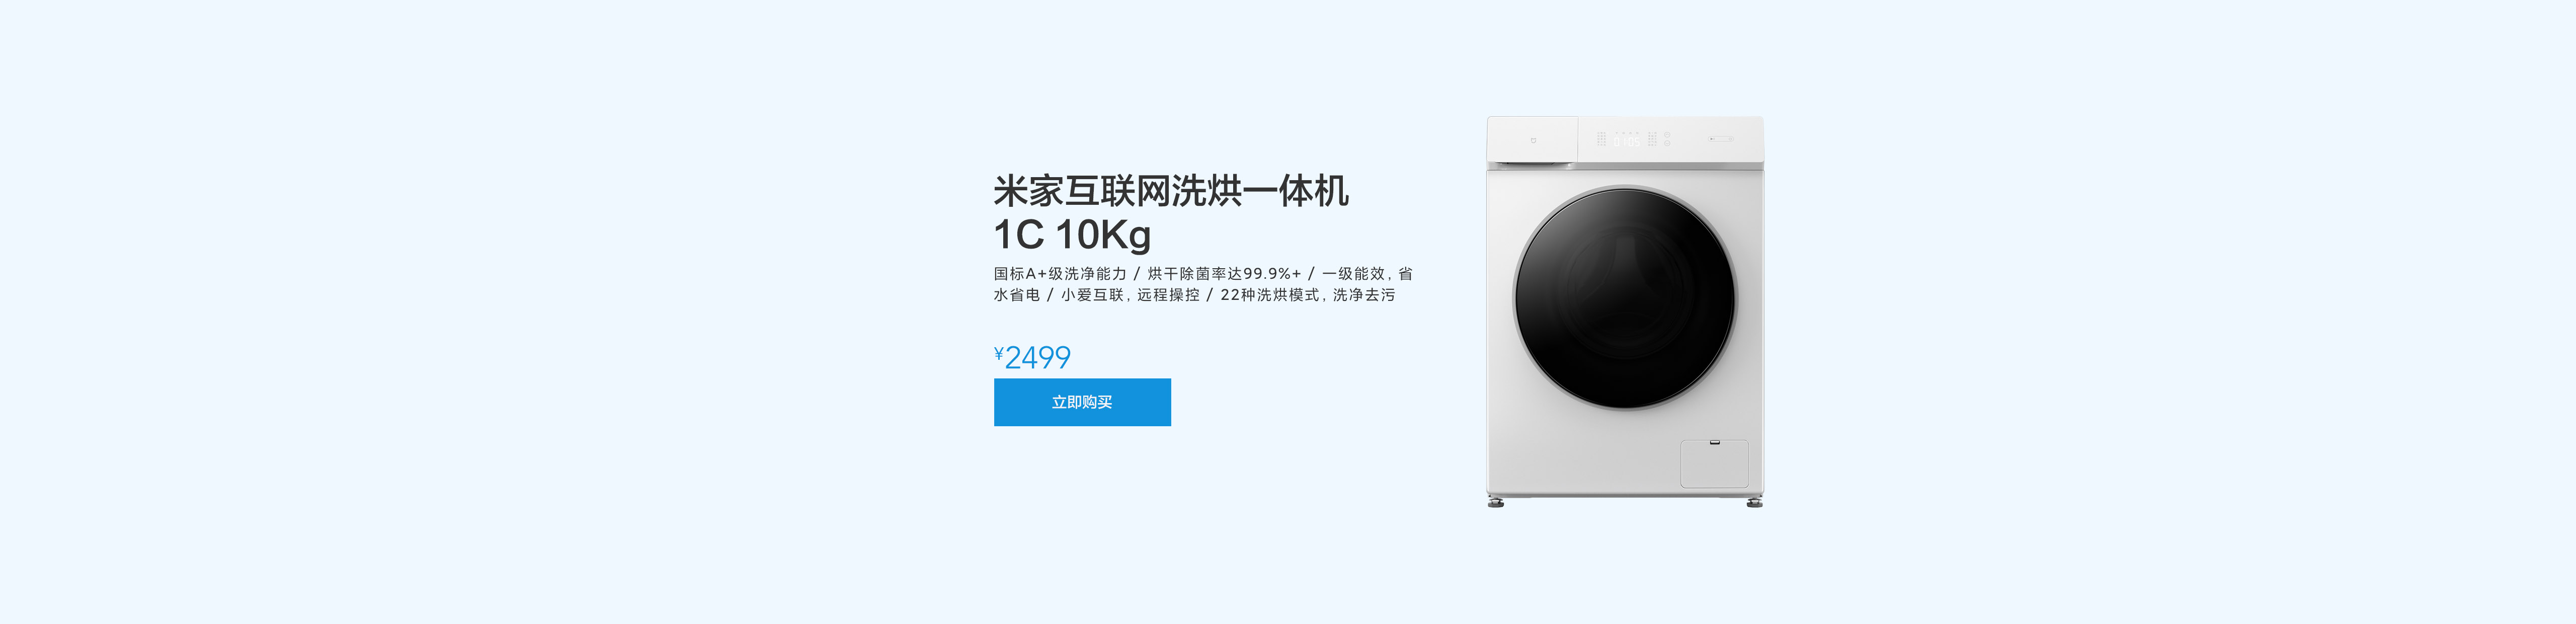 米家互联网洗烘一体机
1C 10Kg
国标A+级洗净能力 / 烘干除菌率达99.9%+ / 一级能效, 省
水省电 / 小爱互联, 远程操控 / 22种洗烘模式, 洗净去污
¥2499
立即购买